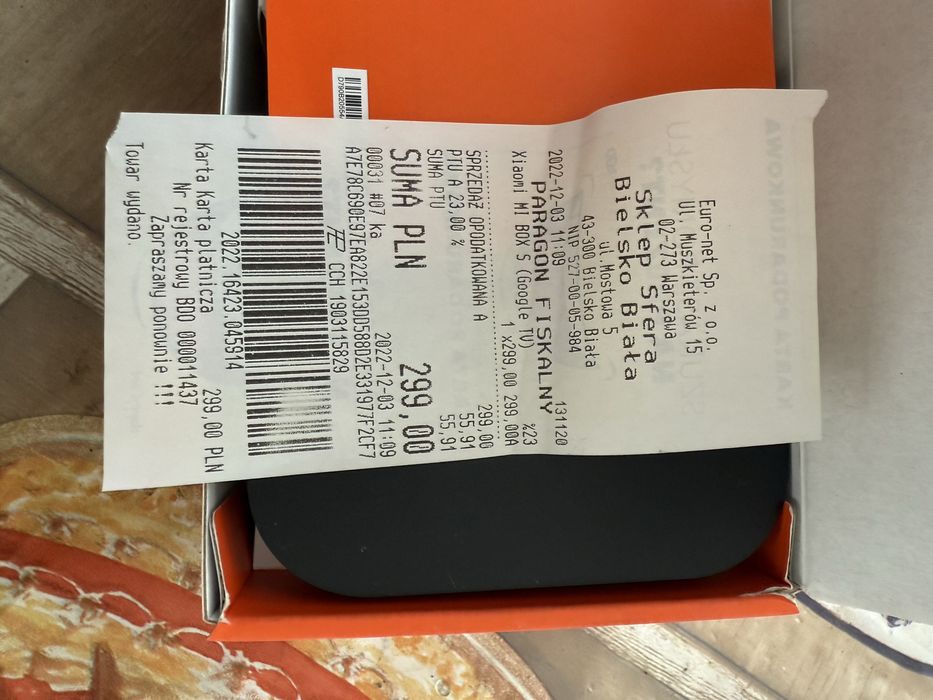 Euro-net Sp. z o.o.
Ul. Muszkieterów 15
02-273 Warszawa
Sklep Sfera
Bielsko Biała
ul. Mostowa 5
43-300 Bielsko Biała
NIP 527-00-05-984
2022-12-03 11:09 131120
PARAGON FISKALNY
%23
Xiaomi MI BOX S (Google TV)
1 x299,00 299,00A
SPRZEDAŻ OPODATKOWANA A 299,00
PTU A 23,00 % 55,91
SUMA PTU 55,91
SUMA PLN 299,00
00031 #07 ka 2022-12-03 11:09
A7E78C690E97EA822E153DD588D2E331977F2CF7
CCH 1903115829
2022.16423.045914
Karta Karta płatnicza 299,00 PLN
Nr rejestrowy BDO 000011437
Zapraszamy ponownie !!!
Towar wydano.